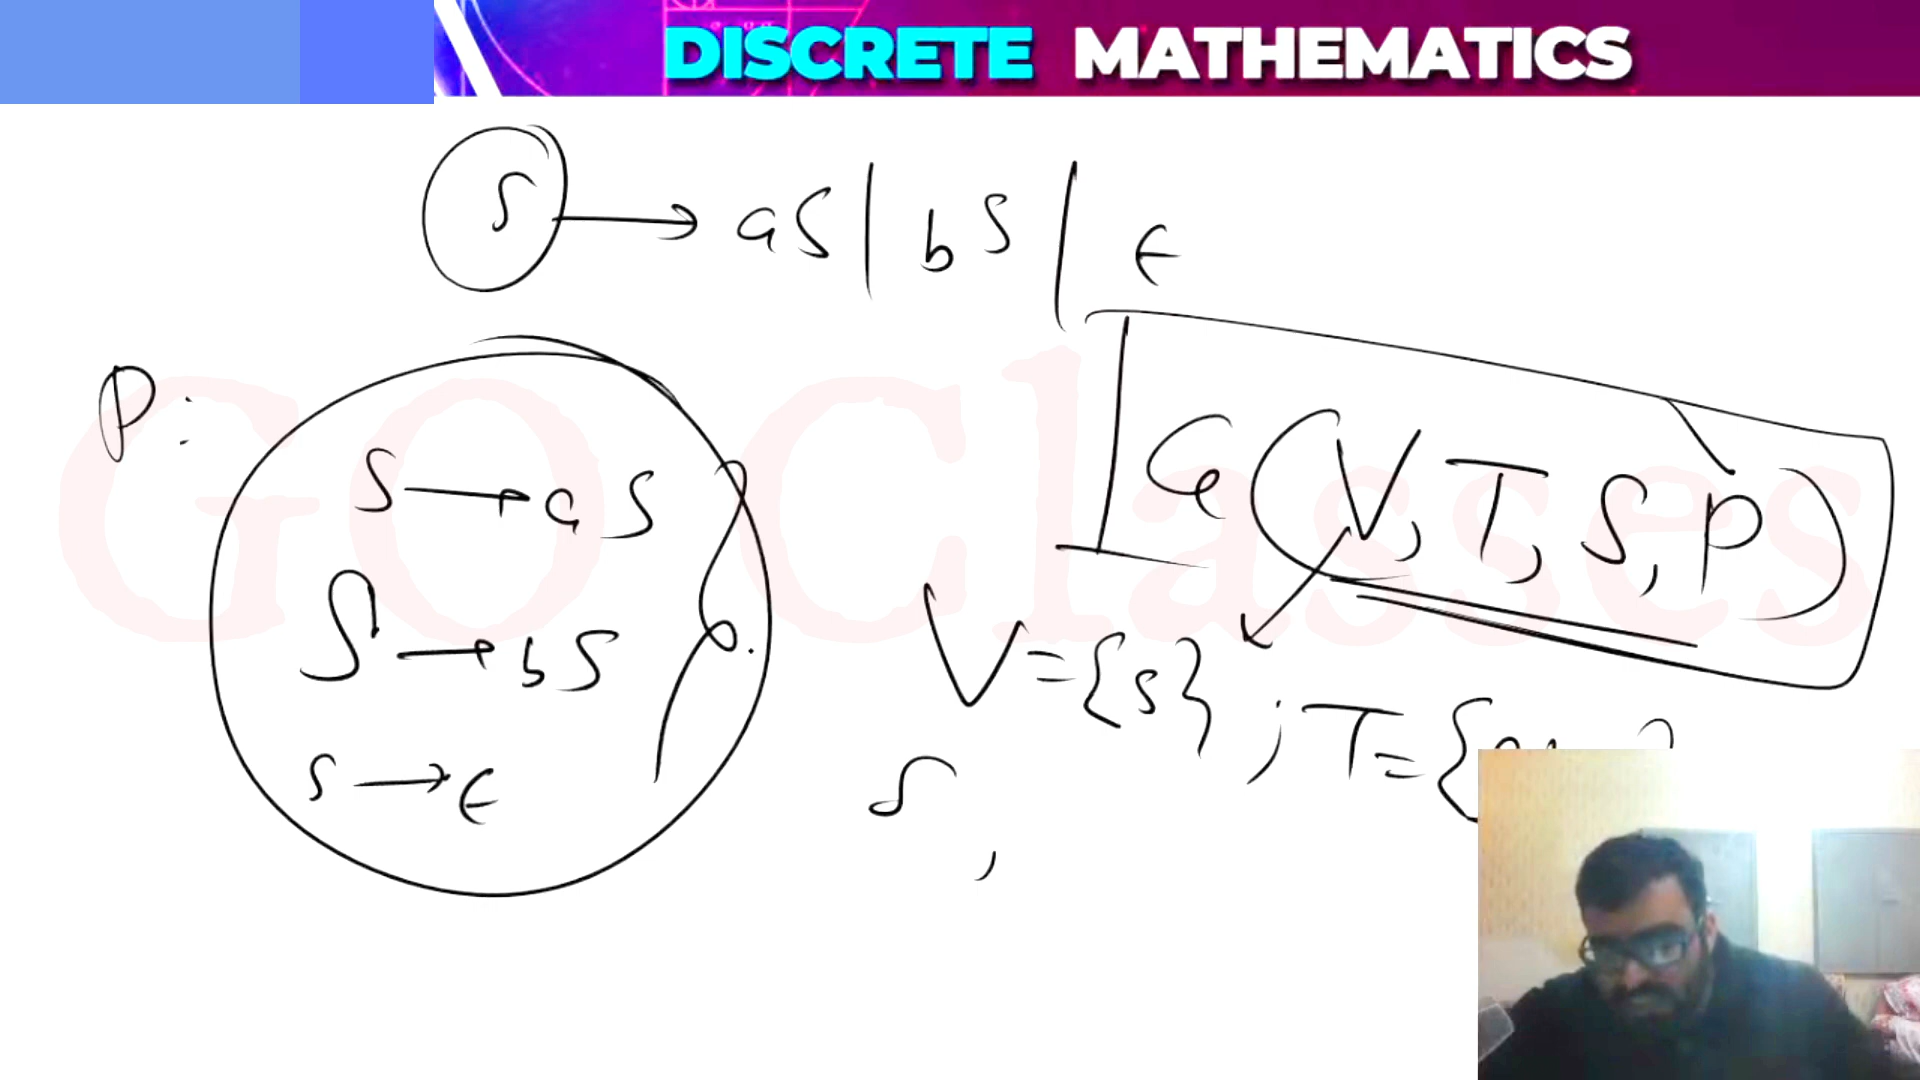 DISCRETE MATHEMATICS
S → aS | bS | ϵ
P:
S → aS
S → bS
S → ϵ
G(V, T, S, P)
V = {S} ; T = {
S
,
GO Classes